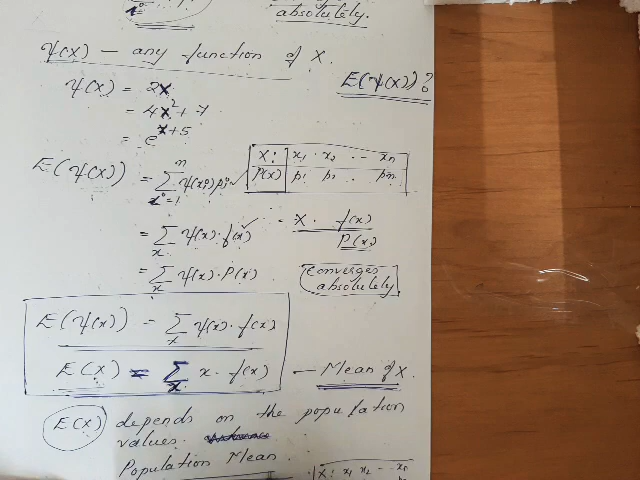 absolutely.
ψ(X) — any function of X.
E(ψ(X))?
ψ(X) = 2X
= 4X² + 7
= e^(X+5)
E(ψ(X)) = Σ_{i=1}^{n} ψ(xi) pi ✓
X: x1 x2 ... xn
P(x) p1 p2 ... pn
= Σ_x ψ(x)·f(x) ✓
X. f(x)
P(x)
= Σ_x ψ(x)·P(x)
converges
absolutely
E(ψ(x)) = Σ_x ψ(x)·f(x)
E(X) = Σ_x x·f(x) — Mean of X.
E(X) depends on the population
values.
Population Mean.
X: x1 x2 --- xn